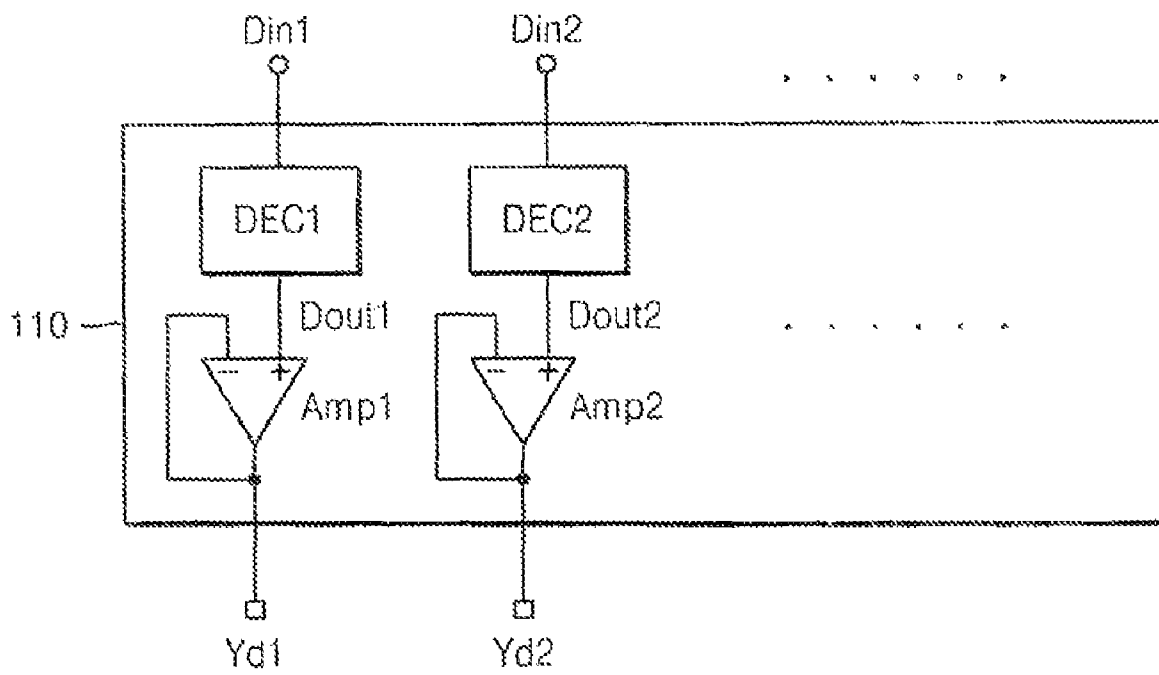 Din1 Din2
DEC1 DEC2
110
Dout1 Dout2
- + - +
Amp1 Amp2
Yd1 Yd2